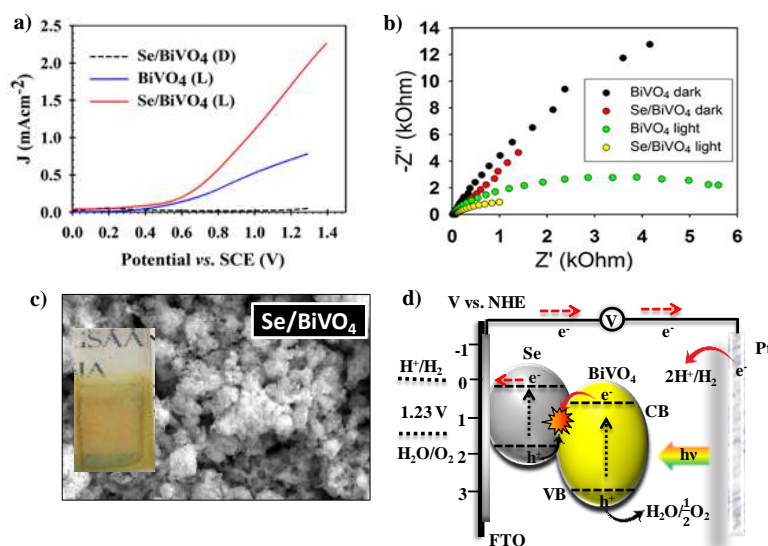 a)
J (mAcm-2)
2.5
2.0
1.5
1.0
0.5
0.0
Se/BiVO4 (D)
BiVO4 (L)
Se/BiVO4 (L)
0.0 0.2 0.4 0.6 0.8 1.0 1.2 1.4
Potential vs. SCE (V)
b)
-Z'' (kOhm)
14
12
10
8
6
4
2
0
BiVO4 dark
Se/BiVO4 dark
BiVO4 light
Se/BiVO4 light
0 1 2 3 4 5 6
Z' (kOhm)
c)
Se/BiVO4
d)
V vs. NHE
V
e- e-
-1
0
1
2
3
H+/H2
1.23 V
H2O/O2
Se
e-
h+
BiVO4
e-
CB
VB
h+
hν
H2O/½O2
2H+/H2
e-
Pt
FTO